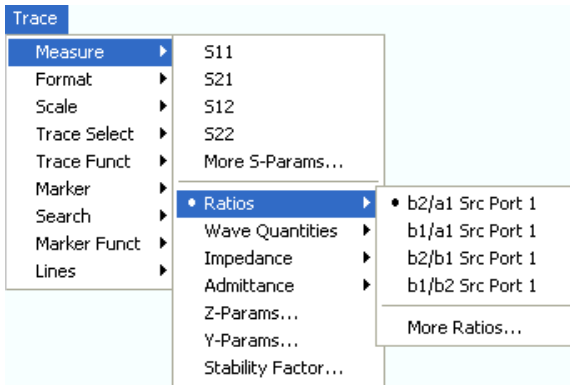 Trace
Measure
Format
Scale
Trace Select
Trace Funct
Marker
Search
Marker Funct
Lines
S11
S21
S12
S22
More S-Params...
Ratios
Wave Quantities
Impedance
Admittance
Z-Params...
Y-Params...
Stability Factor...
b2/a1 Src Port 1
b1/a1 Src Port 1
b2/b1 Src Port 1
b1/b2 Src Port 1
More Ratios...